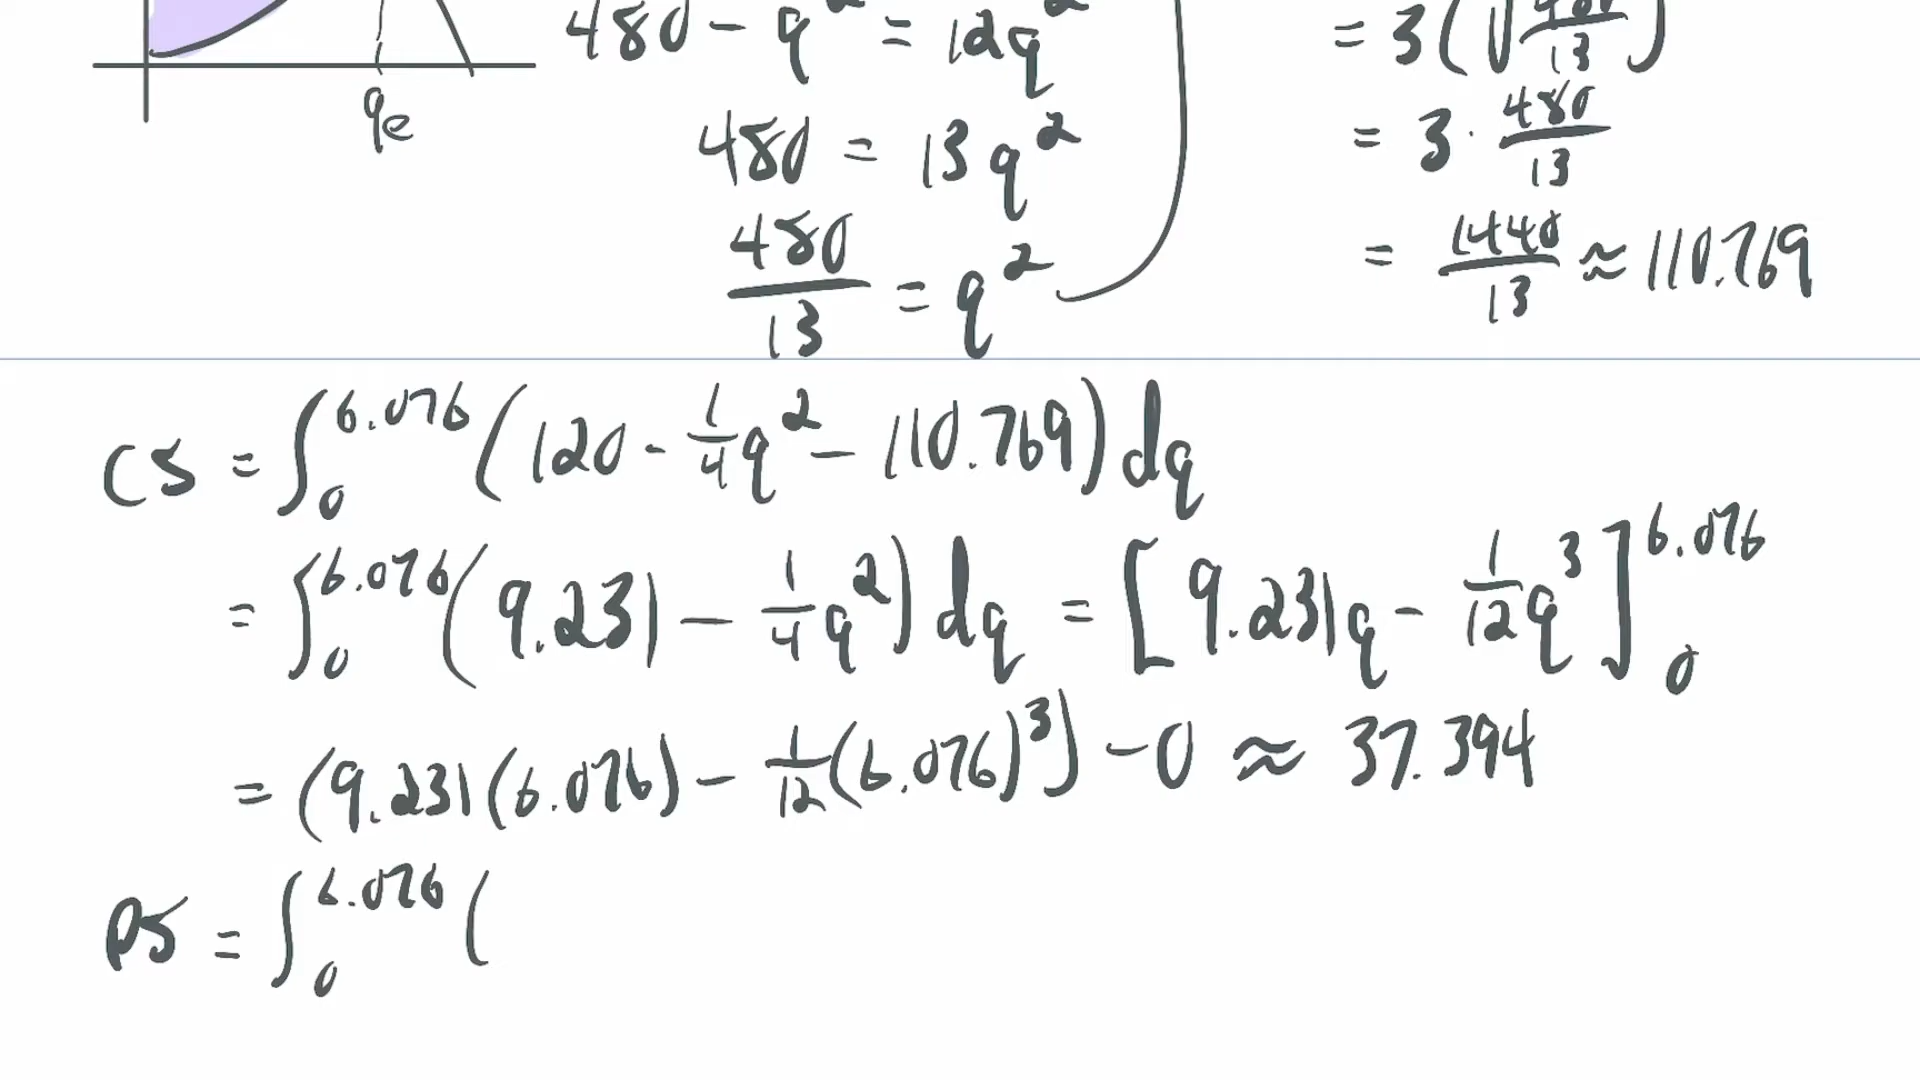 qe
480 - q² = 12q²
480 = 13q²
480/13 = q²
= 3(√480/13)
= 3 · 480/13
= 1440/13 ≈ 110.769
CS = ∫₀^6.076 (120 - 1/4 q² - 110.769) dq
= ∫₀^6.076 (9.231 - 1/4 q²) dq = [9.231q - 1/12 q³]₀^6.076
= (9.231(6.076) - 1/12 (6.076)³) - 0 ≈ 37.394
PS = ∫₀^6.076 (